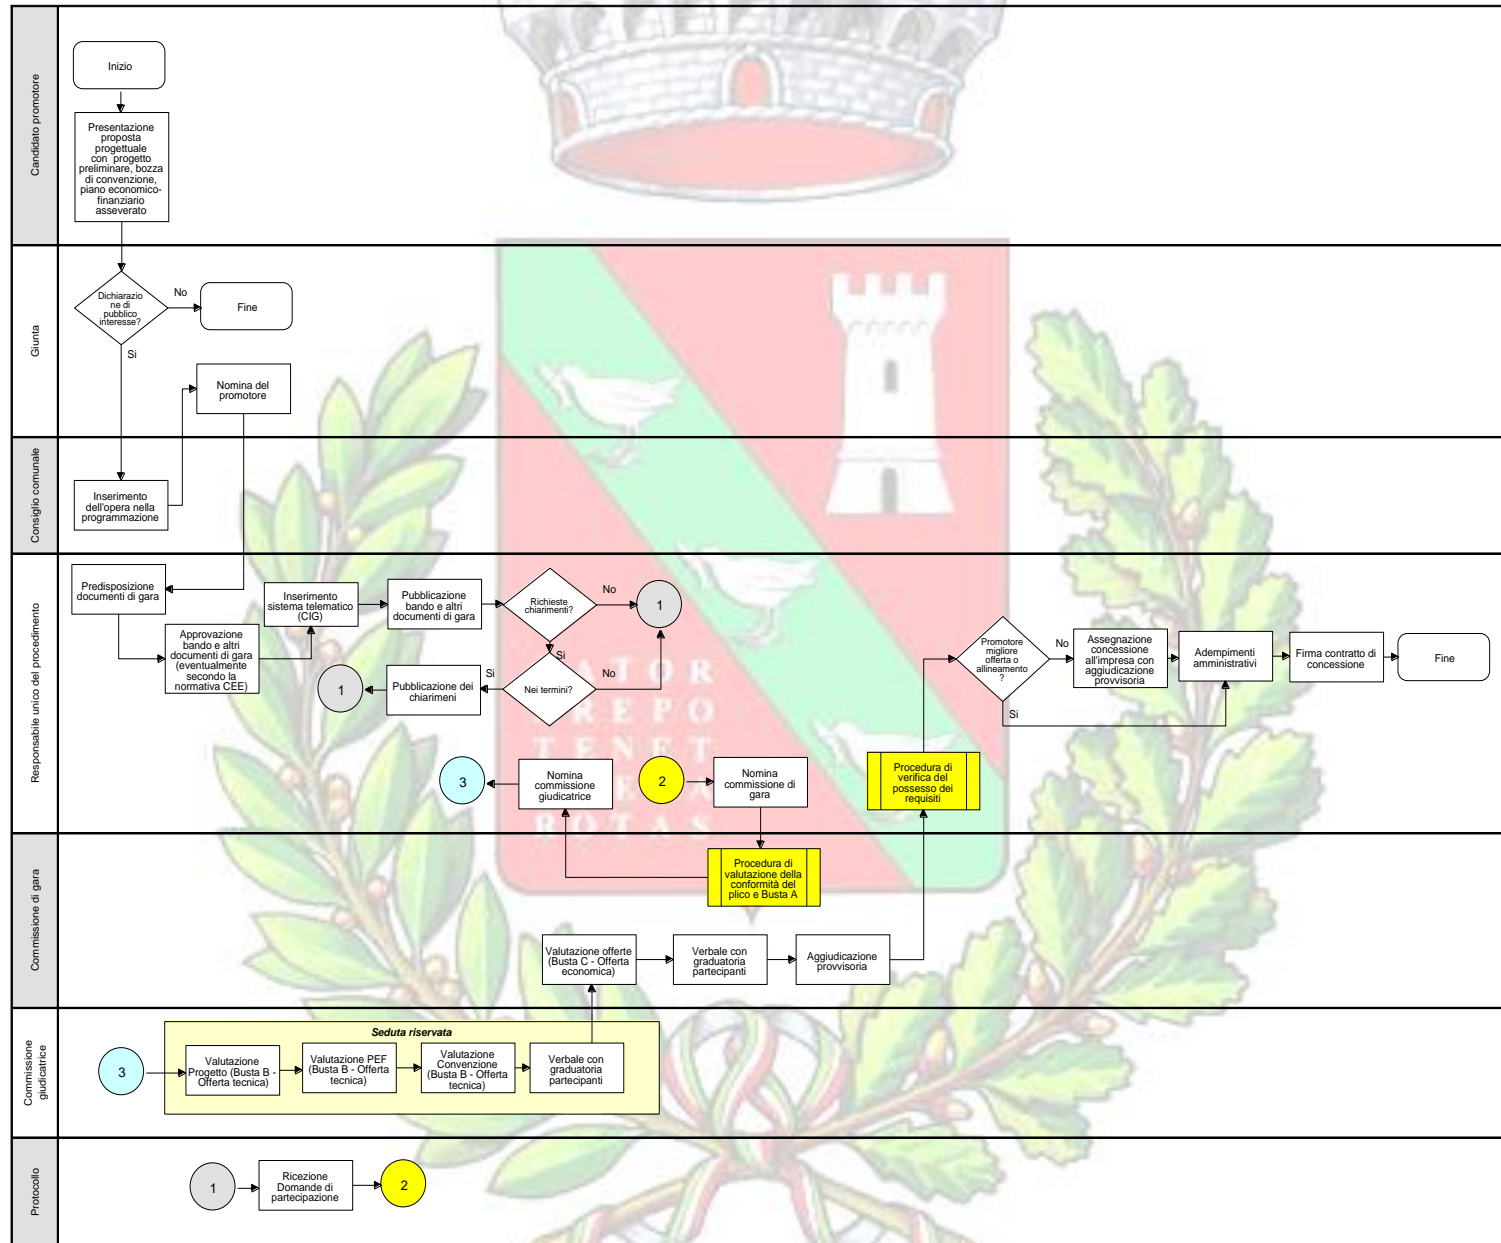 Candidato promotore
Inizio
Presentazione
proposta
progettuale
con progetto
preliminare, bozza
di convenzione,
piano economico-
finanziario
asseverato
Giunta
Dichiarazio
ne di
pubblico
interesse?
No
Fine
Si
Nomina del
promotore
Consiglio comunale
Inserimento
dell'opera nella
programmazione
Responsabile unico del procedimento
Predisposizione
documenti di gara
Approvazione
bando e altri
documenti di gara
(eventualmente
secondo la
normativa CEE)
Inserimento
sistema telematico
(CIG)
Pubblicazione
bando e altri
documenti di gara
Richieste
chiarimenti?
No
1
Si
Nei termini?
No
Si
Pubblicazione dei
chiarimeni
1
3
Nomina
commissione
giudicatrice
2
Nomina
commissione di
gara
Procedura di
verifica del
possesso dei
requisiti
Promotore
migliore
offerta o
allineamento
?
No
Si
Assegnazione
concessione
all'impresa con
aggiudicazione
provvisoria
Adempimenti
amministrativi
Firma contratto di
concessione
Fine
ATOR
REPO
TENET
ROTAS
Commissione di gara
Procedura di
valutazione della
conformità del
plico e Busta A
Valutazione offerte
(Busta C - Offerta
economica)
Verbale con
graduatoria
partecipanti
Aggiudicazione
provvisoria
Commissione
giudicatrice
3
Seduta riservata
Valutazione
Progetto (Busta B -
Offerta tecnica)
Valutazione PEF
(Busta B - Offerta
tecnica)
Valutazione
Convenzione
(Busta B - Offerta
tecnica)
Verbale con
graduatoria
partecipanti
Protocollo
1
Ricezione
Domande di
partecipazione
2